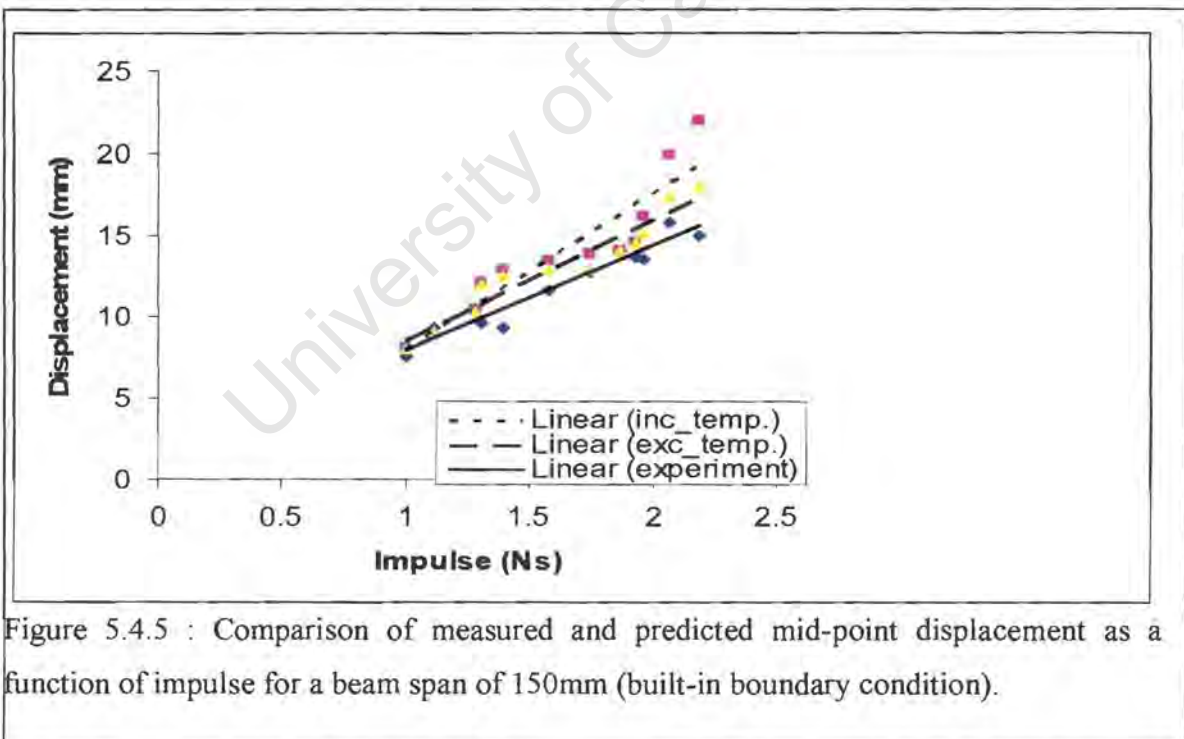 University of Ca
25
20
15
10
5
0
Displacement (mm)
Linear (inc_temp.)
Linear (exc_temp.)
Linear (experiment)
0 0.5 1 1.5 2 2.5
Impulse (Ns)
Figure 5.4.5 : Comparison of measured and predicted mid-point displacement as a
function of impulse for a beam span of 150mm (built-in boundary condition).